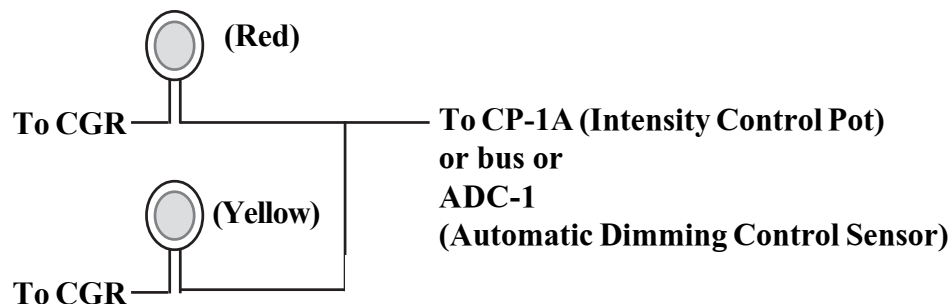 (Red)
To CGR
To CP-1A (Intensity Control Pot)
or bus or
ADC-1
(Automatic Dimming Control Sensor)
(Yellow)
To CGR